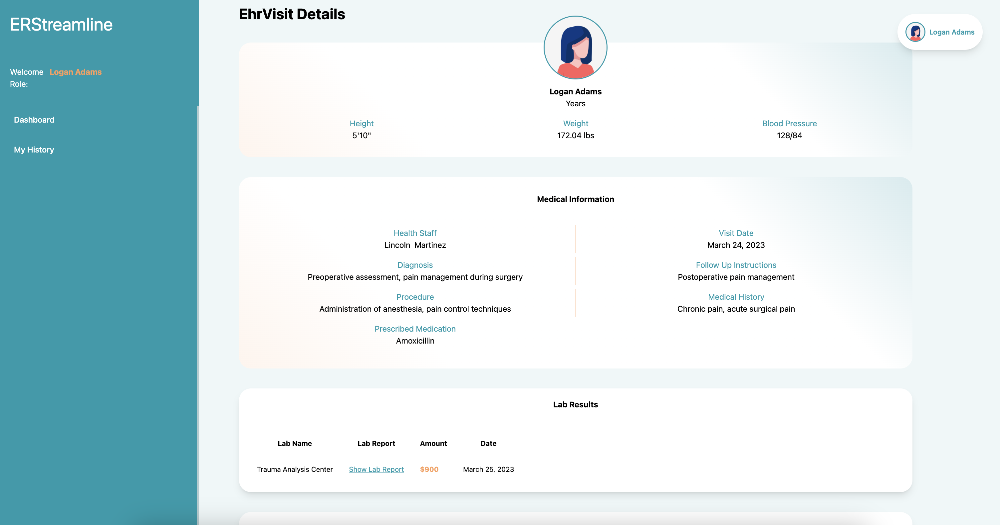 ERStreamline
Welcome Logan Adams
Role:
Dashboard
My History
EhrVisit Details
Logan Adams
Logan Adams
Years
Height
5'10"
Weight
172.04 lbs
Blood Pressure
128/84
Medical Information
Health Staff
Lincoln Martinez
Visit Date
March 24, 2023
Diagnosis
Preoperative assessment, pain management during surgery
Follow Up Instructions
Postoperative pain management
Procedure
Administration of anesthesia, pain control techniques
Medical History
Chronic pain, acute surgical pain
Prescribed Medication
Amoxicillin
Lab Results
Lab Name Lab Report Amount Date
Trauma Analysis Center Show Lab Report $900 March 25, 2023